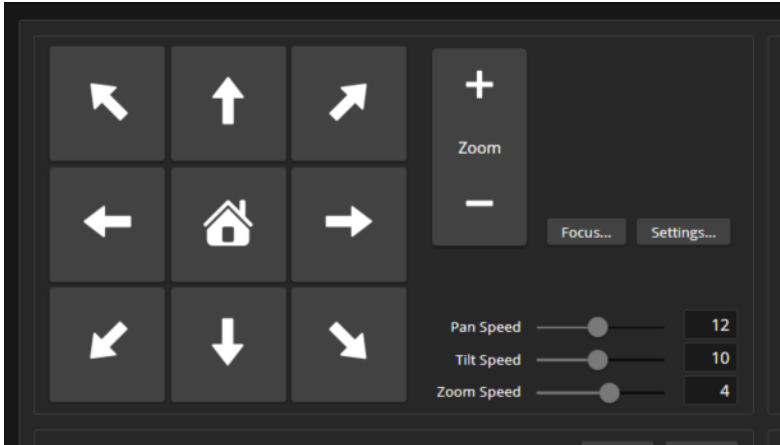 +
Zoom
−
Focus...
Settings...
Pan Speed 12
Tilt Speed 10
Zoom Speed 4